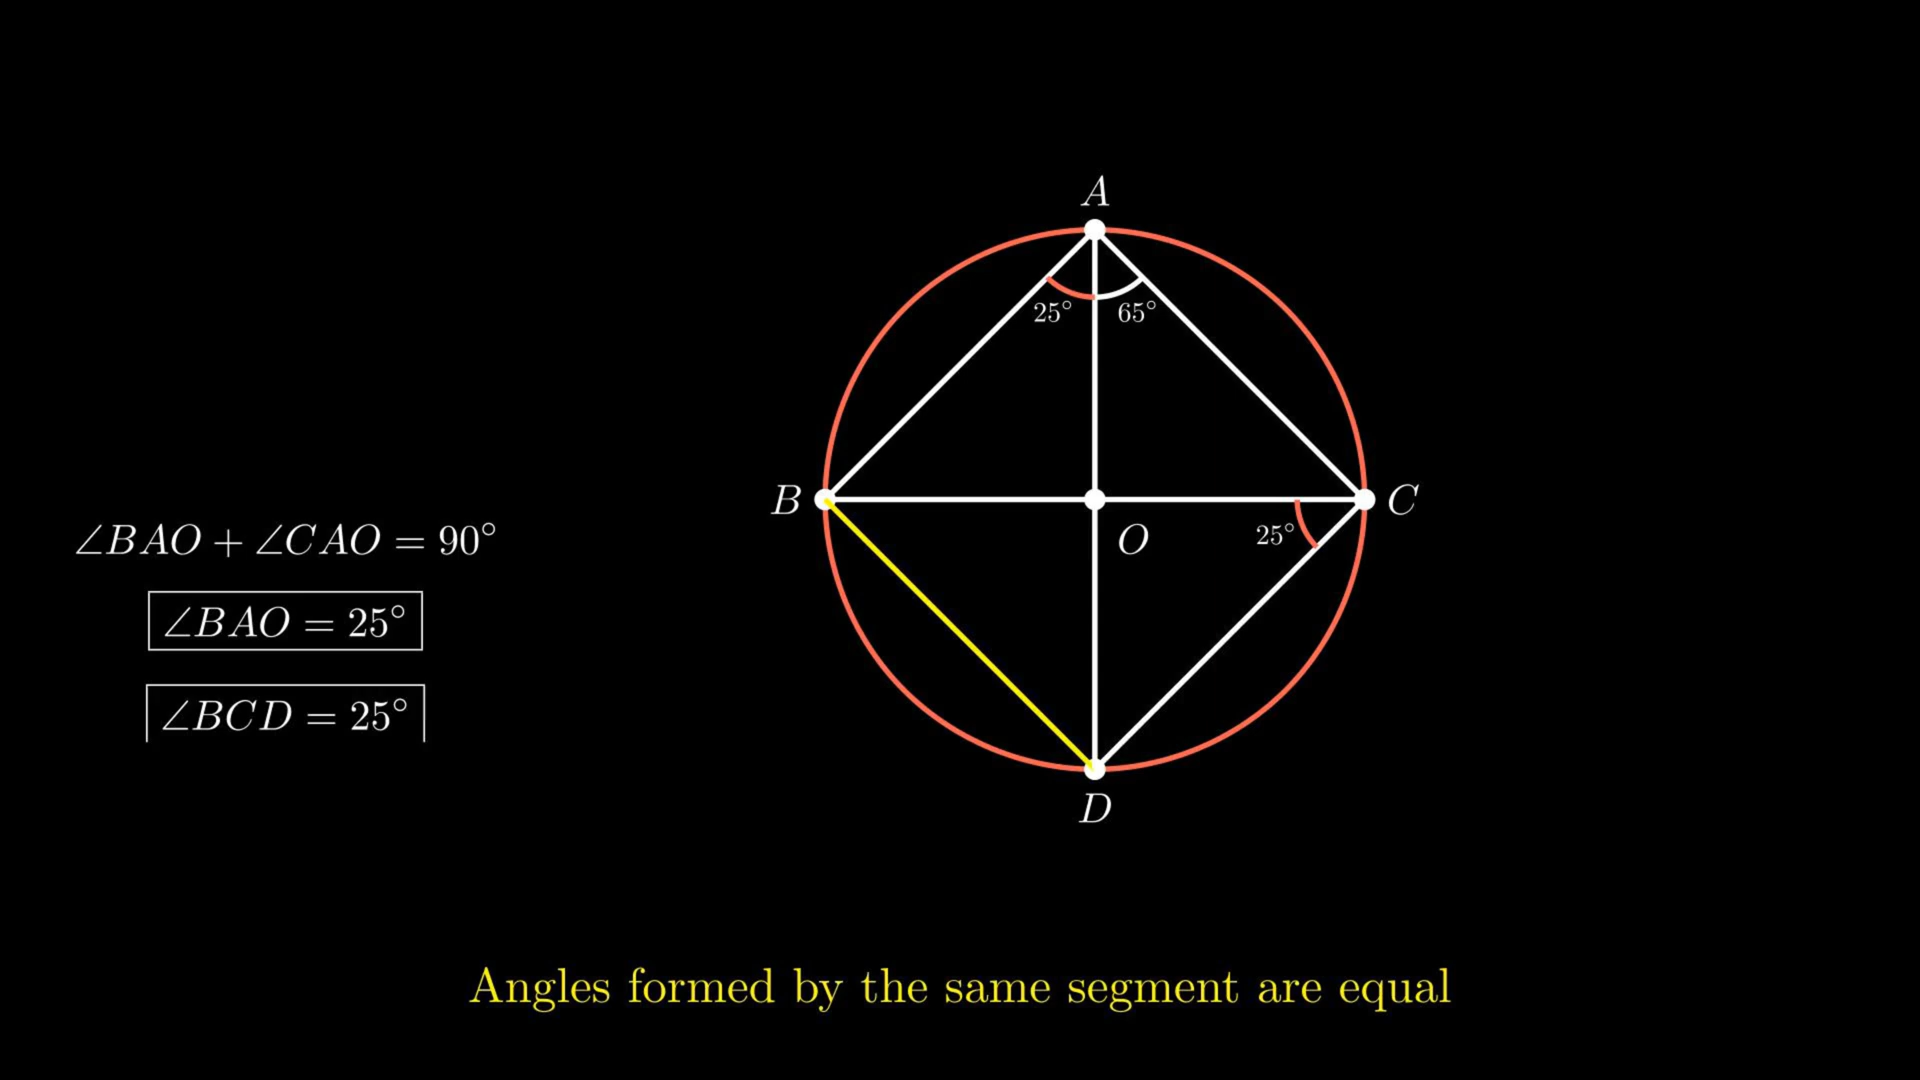 A
25° 65°
B
C
O
25°
∠BAO + ∠CAO = 90°
∠BAO = 25°
∠BCD = 25°
D
Angles formed by the same segment are equal